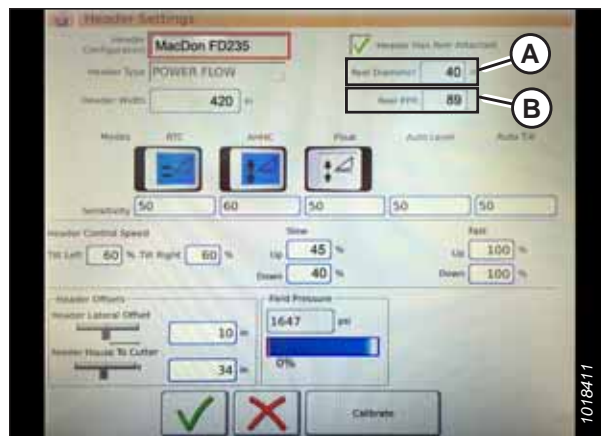 Header Settings
Header Configuration MacDon FD235
Header Has Reel Attached
A
Header Type POWER FLOW
Reel Diameter 40 in
Header Width 420 in
Reel PPR 89
B
Modes RTC AHHC Float Auto Level Auto Tilt
Sensitivity 50 60 50 50 50
Header Control Speed
Slow
Fast
Tilt Left 60 % Tilt Right 60 %
Up 45 %
Up 100 %
Down 40 %
Down 100 %
Header Offsets
Field Pressure
Header Lateral Offset
10
1647 psi
Feeder House To Cutter
34
0%
Calibrate
1018411